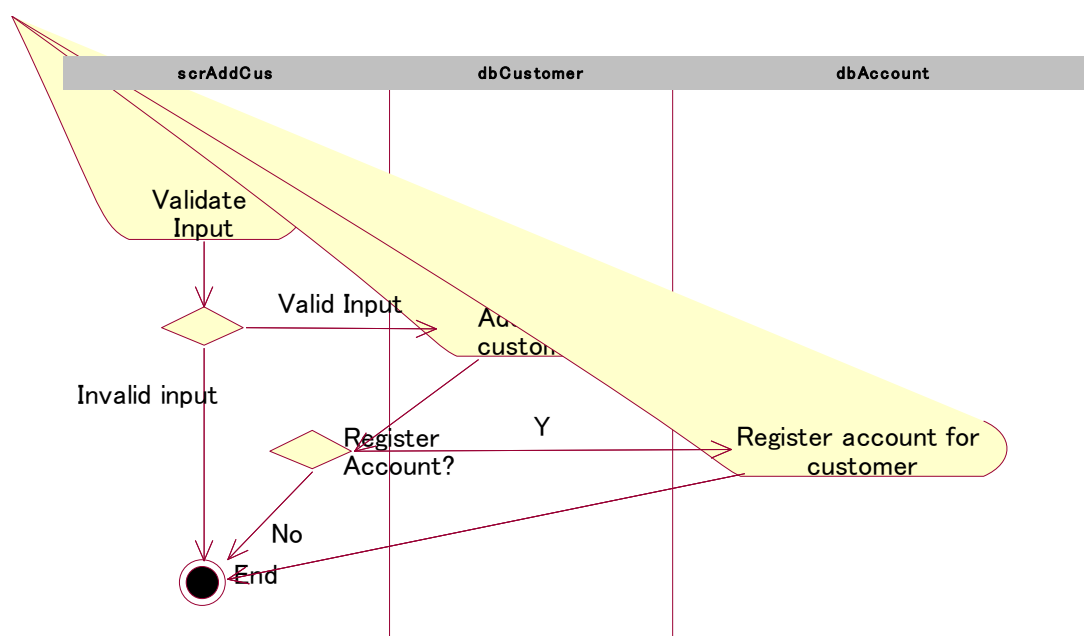 scrAddCus
dbCustomer
dbAccount
Validate
Input
Valid Input
Invalid input
Y
Register
Account?
Register account for
customer
No
End